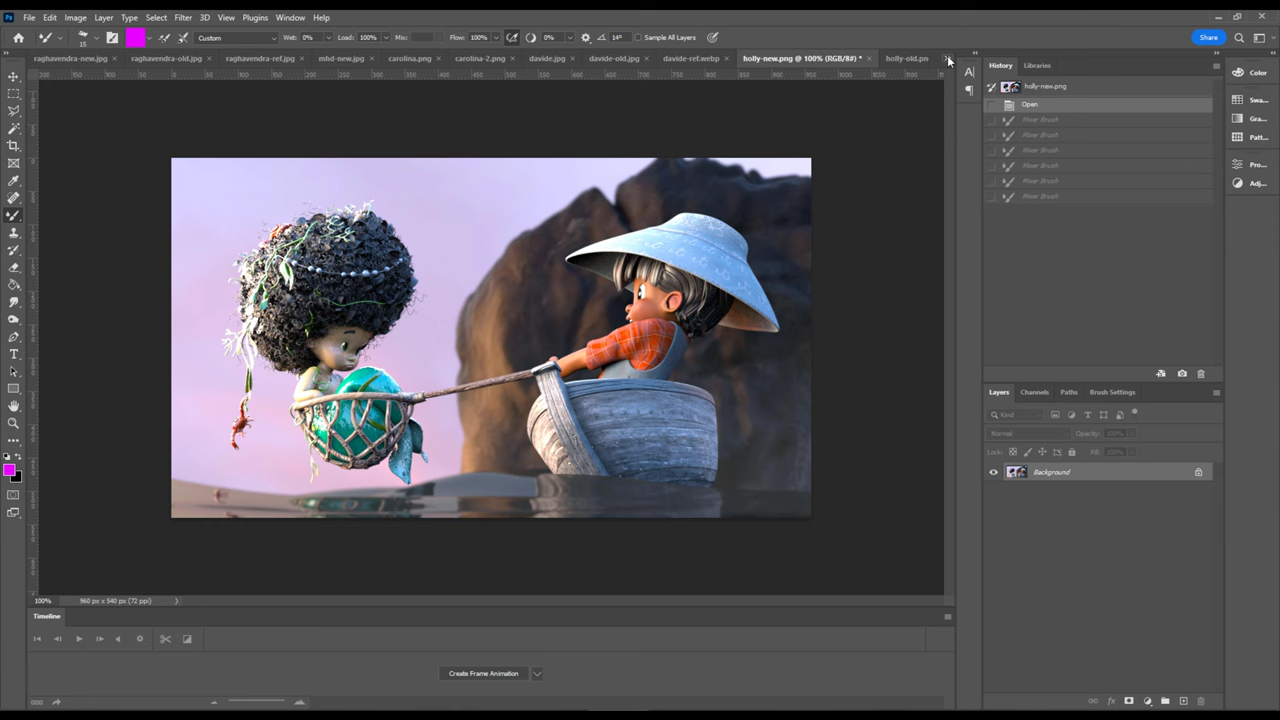 Ps File Edit Image Layer Type Select Filter 3D View Plugins Window Help
15 Custom Wet: 0% Load: 100% Mix: Flow: 100% 0% 14° Sample All Layers Share
raghavendra-new.jpg × raghavendra-old.jpg × raghavendra-ref.jpg × mhd-new.jpg × carolina.png × carolina-2.png × davide.jpg × davide-old.jpg × davide-ref.webp × holly-new.png @ 100% (RGB/8#) * × holly-old.pn
History Libraries
Color
holly-new.png
Swa...
Open
Gra...
Mixer Brush
Mixer Brush
Patt...
Mixer Brush
Mixer Brush
Pro...
Mixer Brush
Adj...
Mixer Brush
Layers Channels Paths Brush Settings
Kind
Normal Opacity: 100%
Lock: Fill: 100%
Background
100% 960 px x 540 px (72 ppi)
Timeline
Create Frame Animation